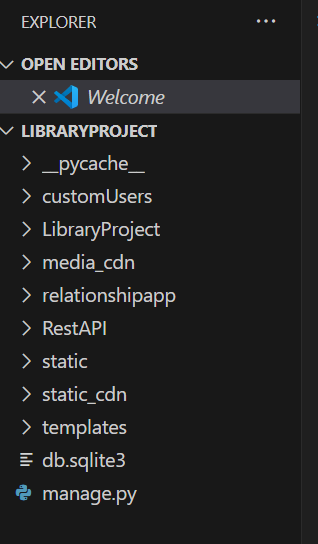 EXPLORER
OPEN EDITORS
Welcome
LIBRARYPROJECT
__pycache__
customUsers
LibraryProject
media_cdn
relationshipapp
RestAPI
static
static_cdn
templates
db.sqlite3
manage.py